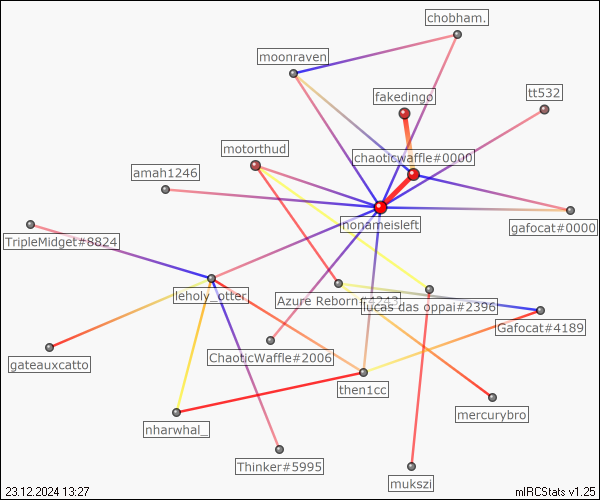 chobham.
moonraven
tt532
fakedingo
motorthud
chaoticwaffle#0000
amah1246
nonameisleft
gafocat#0000
TripleMidget#8824
leholy_otter
Azure Reborn#4243
lucas das oppai#2396
Gafocat#4189
gateauxcatto
ChaoticWaffle#2006
then1cc
mercurybro
nharwhal_
Thinker#5995
mukszi
23.12.2024 13:27
mIRCStats v1.25